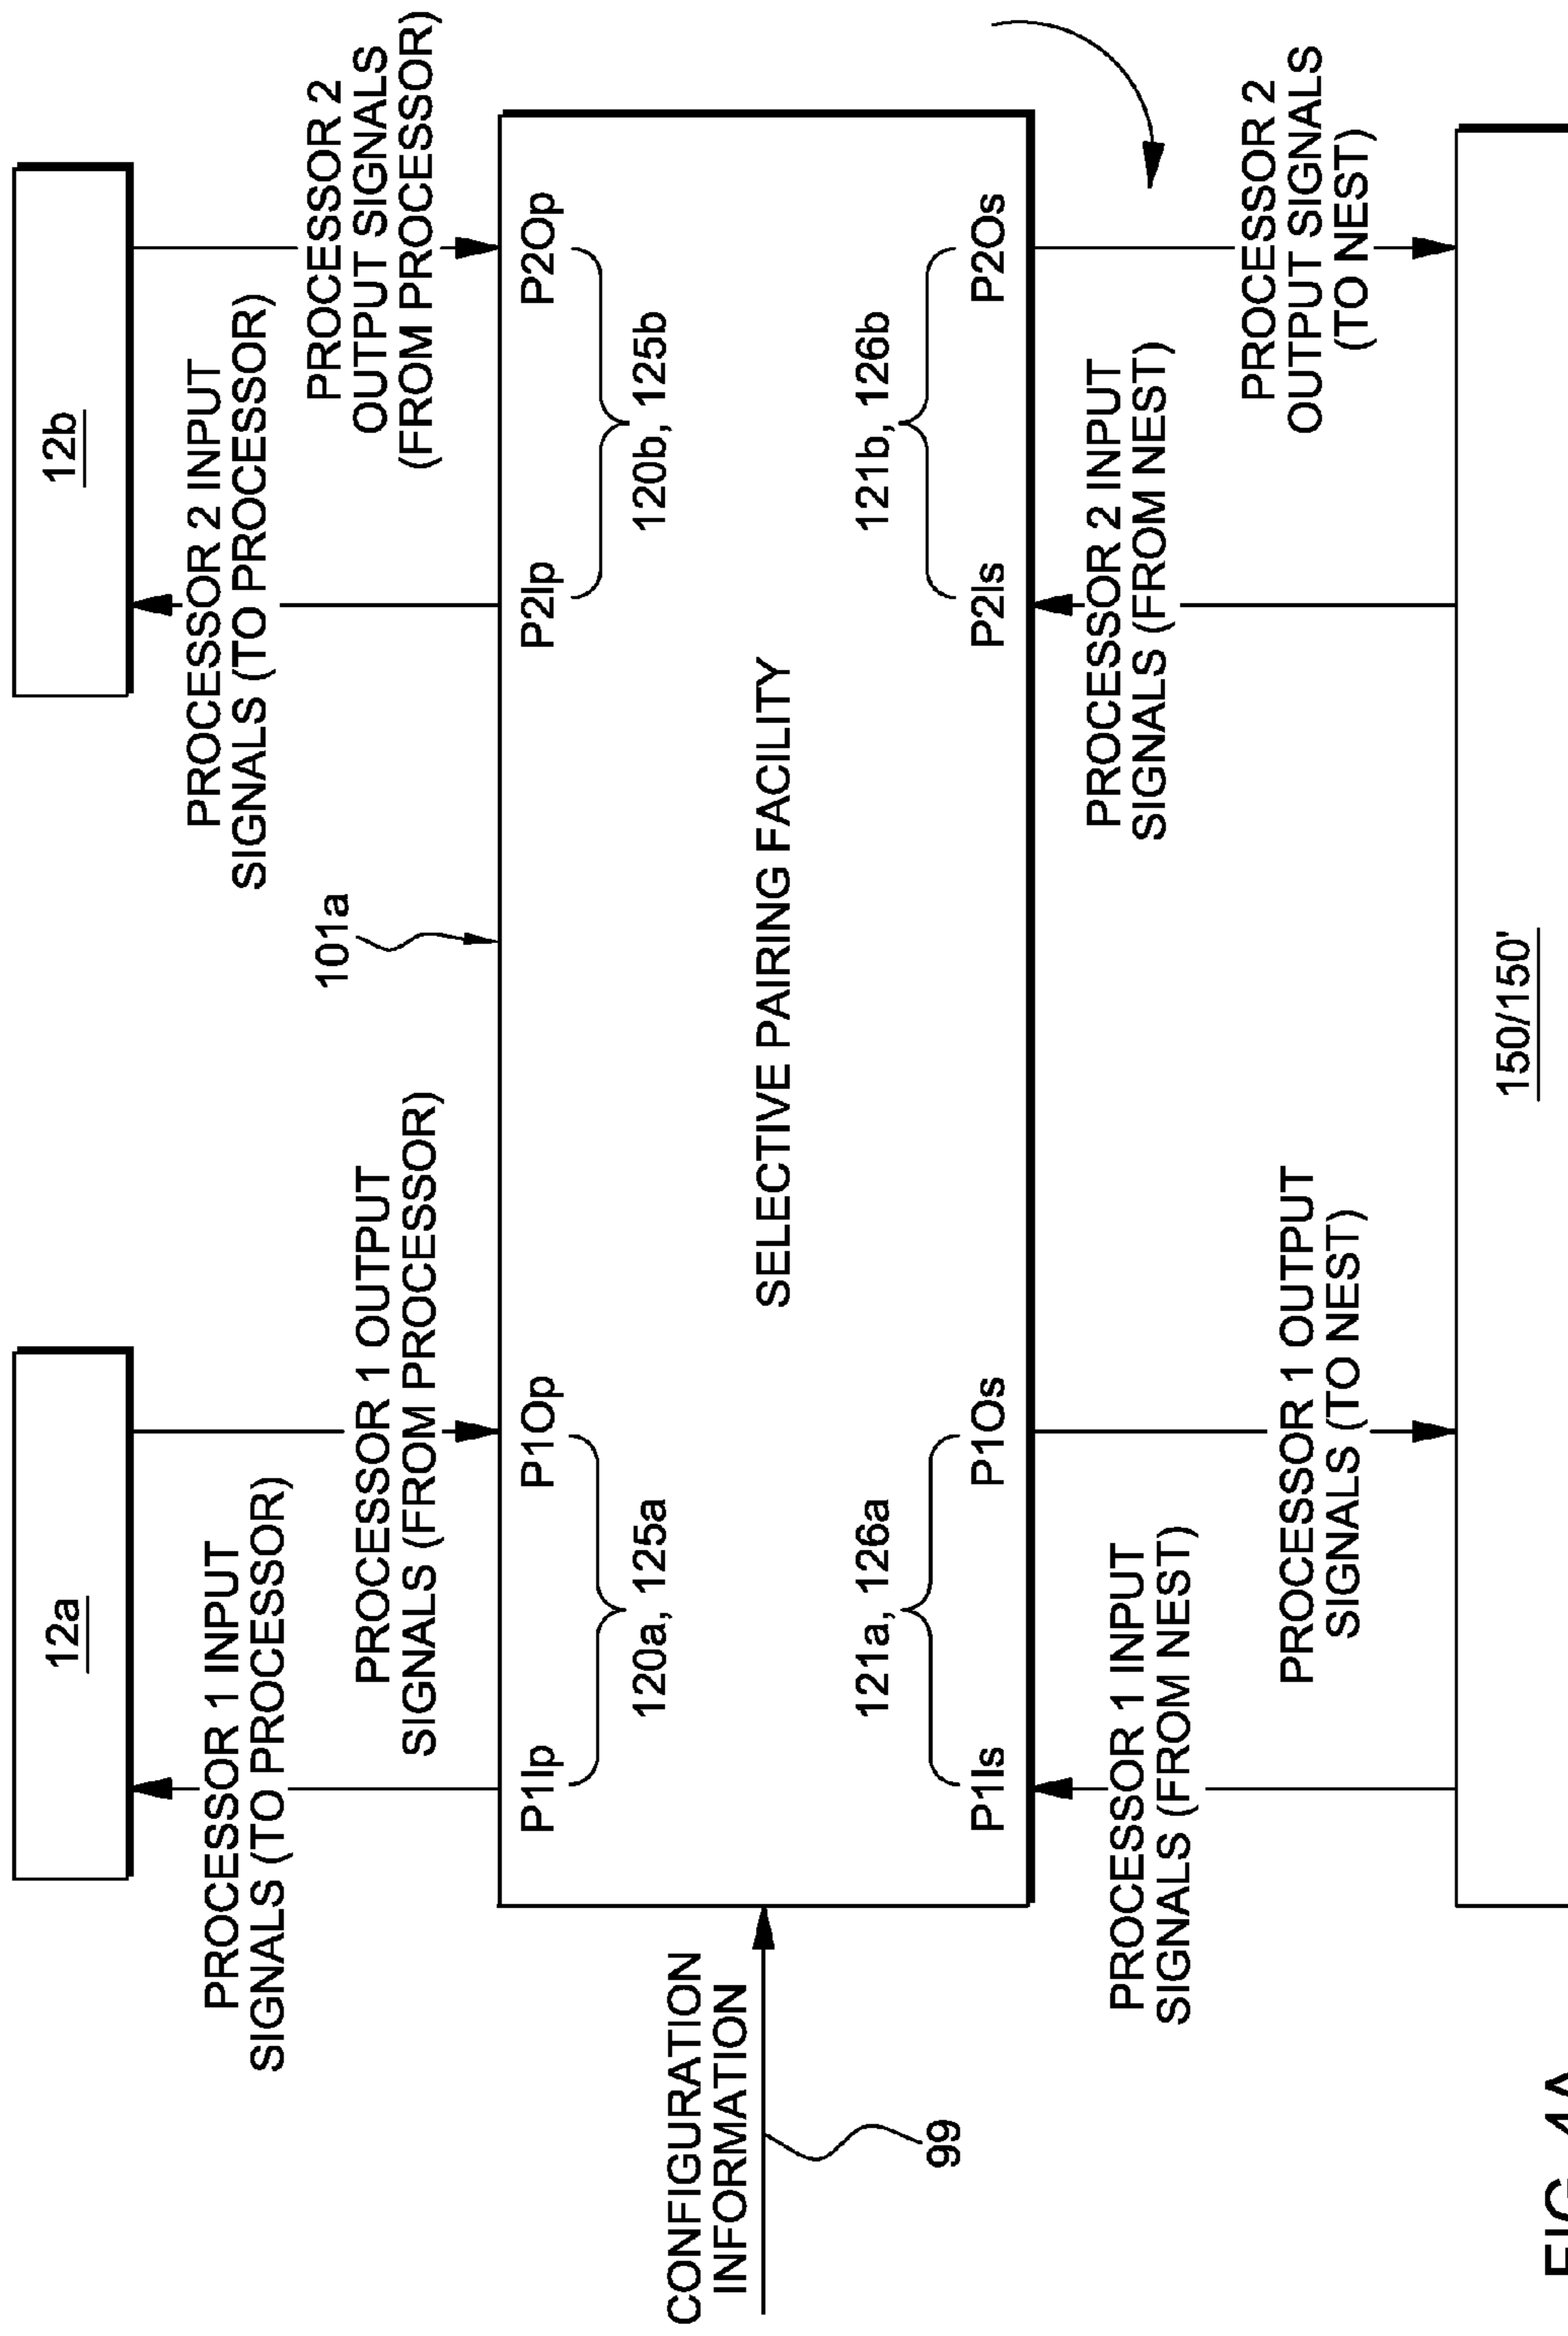 12a
12b
PROCESSOR 1 INPUT
SIGNALS (TO PROCESSOR)
PROCESSOR 1 OUTPUT
SIGNALS (FROM PROCESSOR)
101a
PROCESSOR 2 INPUT
SIGNALS (TO PROCESSOR)
PROCESSOR 2
OUTPUT SIGNALS
(FROM PROCESSOR)
P1Ip
P1Op
P2Ip
P2Op
120a, 125a
120b, 125b
CONFIGURATION
INFORMATION
99
SELECTIVE PAIRING FACILITY
121a, 126a
121b, 126b
P1Is
P1Os
P2Is
P2Os
PROCESSOR 1 INPUT
SIGNALS (FROM NEST)
PROCESSOR 1 OUTPUT
SIGNALS (TO NEST)
PROCESSOR 2 INPUT
SIGNALS (FROM NEST)
PROCESSOR 2
OUTPUT SIGNALS
(TO NEST)
150/150'
FIG. 4A